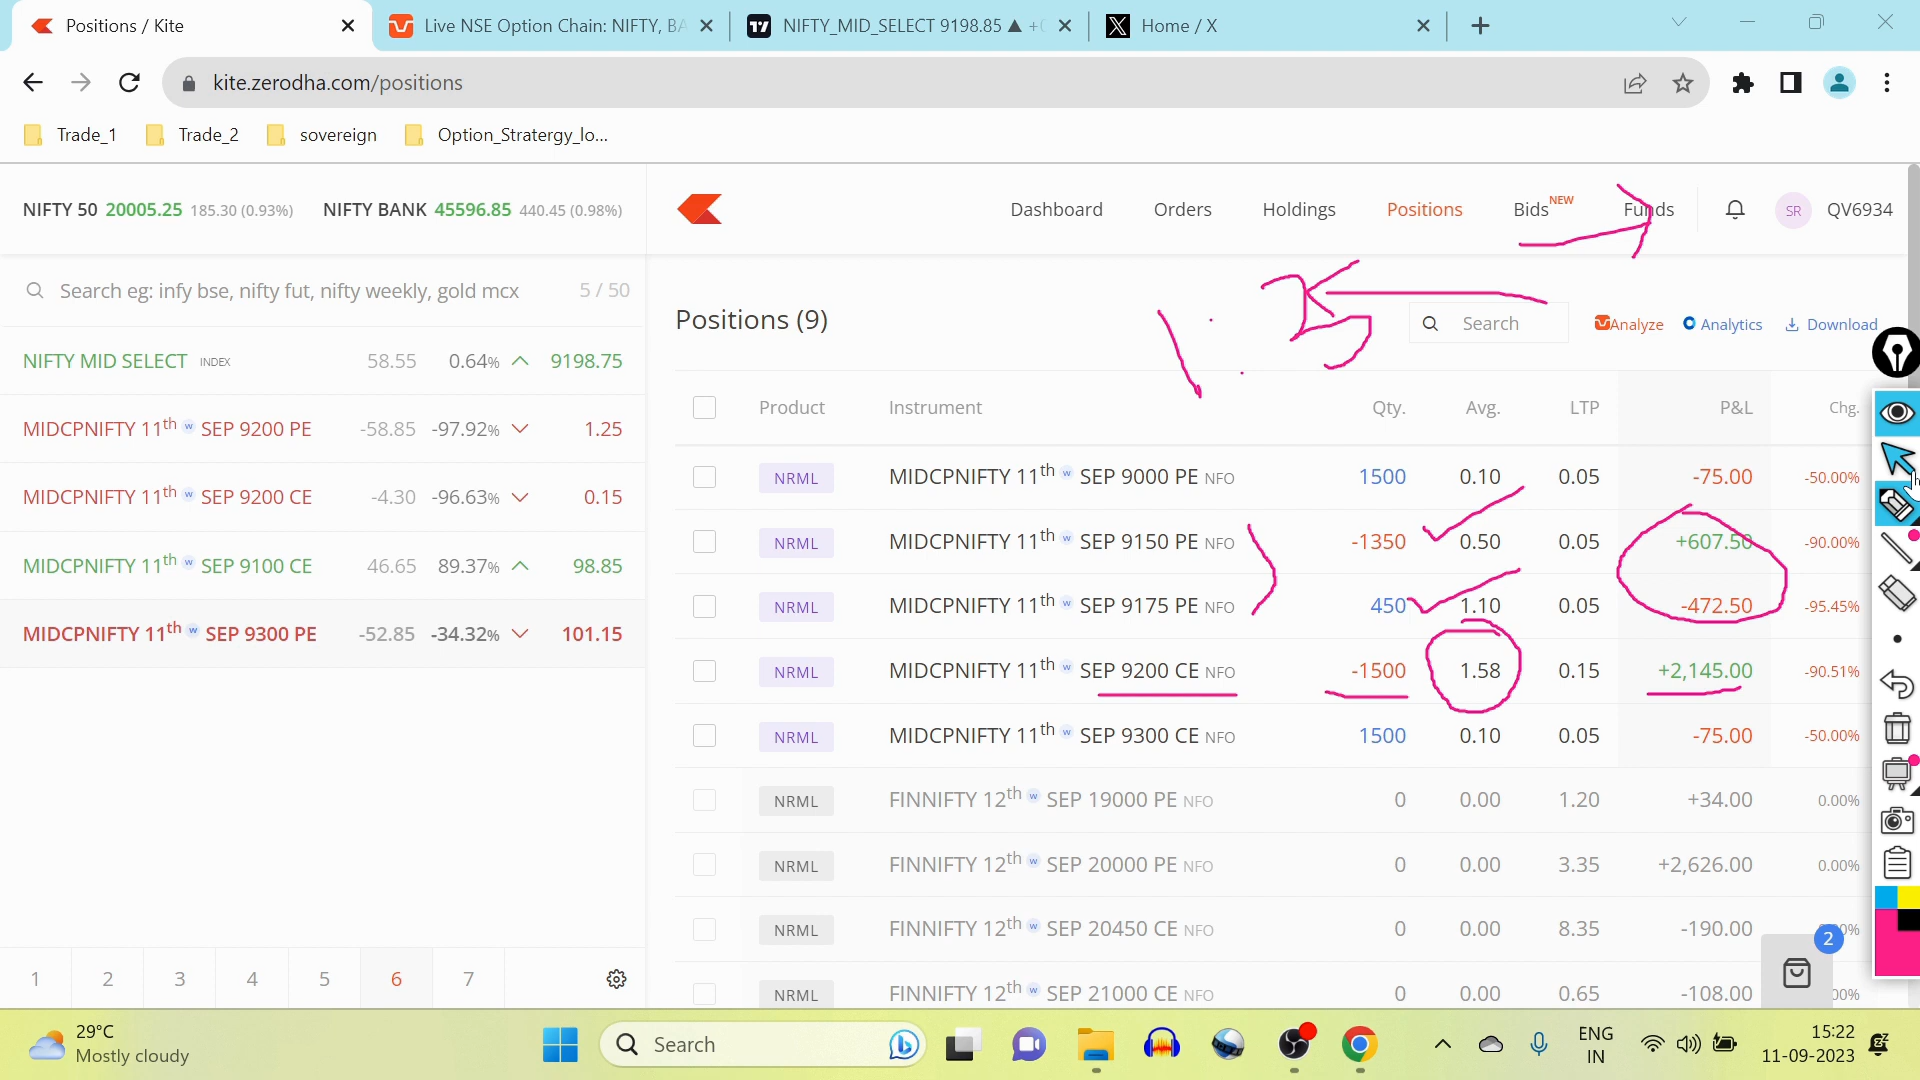 Positions / Kite
Live NSE Option Chain: NIFTY, BA
NIFTY_MID_SELECT 9198.85 ▲ +0
Home / X
kite.zerodha.com/positions
Trade_1
Trade_2
sovereign
Option_Stratergy_lo...
NIFTY 50 20005.25 185.30 (0.93%) NIFTY BANK 45596.85 440.45 (0.98%)
Dashboard Orders Holdings Positions Bids NEW Funds SR QV6934
Search eg: infy bse, nifty fut, nifty weekly, gold mcx 5 / 50
NIFTY MID SELECT INDEX 58.55 0.64% 9198.75
MIDCPNIFTY 11th w SEP 9200 PE -58.85 -97.92% 1.25
MIDCPNIFTY 11th w SEP 9200 CE -4.30 -96.63% 0.15
MIDCPNIFTY 11th w SEP 9100 CE 46.65 89.37% 98.85
MIDCPNIFTY 11th w SEP 9300 PE -52.85 -34.32% 101.15
1 2 3 4 5 6 7
Positions (9)
Search Analyze Analytics Download
Product Instrument Qty. Avg. LTP P&L Chg.
NRML MIDCPNIFTY 11th w SEP 9000 PE NFO 1500 0.10 0.05 -75.00 -50.00%
NRML MIDCPNIFTY 11th w SEP 9150 PE NFO -1350 0.50 0.05 +607.50 -90.00%
NRML MIDCPNIFTY 11th w SEP 9175 PE NFO 450 1.10 0.05 -472.50 -95.45%
NRML MIDCPNIFTY 11th w SEP 9200 CE NFO -1500 1.58 0.15 +2,145.00 -90.51%
NRML MIDCPNIFTY 11th w SEP 9300 CE NFO 1500 0.10 0.05 -75.00 -50.00%
NRML FINNIFTY 12th w SEP 19000 PE NFO 0 0.00 1.20 +34.00 0.00%
NRML FINNIFTY 12th w SEP 20000 PE NFO 0 0.00 3.35 +2,626.00 0.00%
NRML FINNIFTY 12th w SEP 20450 CE NFO 0 0.00 8.35 -190.00
NRML FINNIFTY 12th w SEP 21000 CE NFO 0 0.00 0.65 -108.00
2
29°C
Mostly cloudy
Search
ENG
IN
15:22
11-09-2023